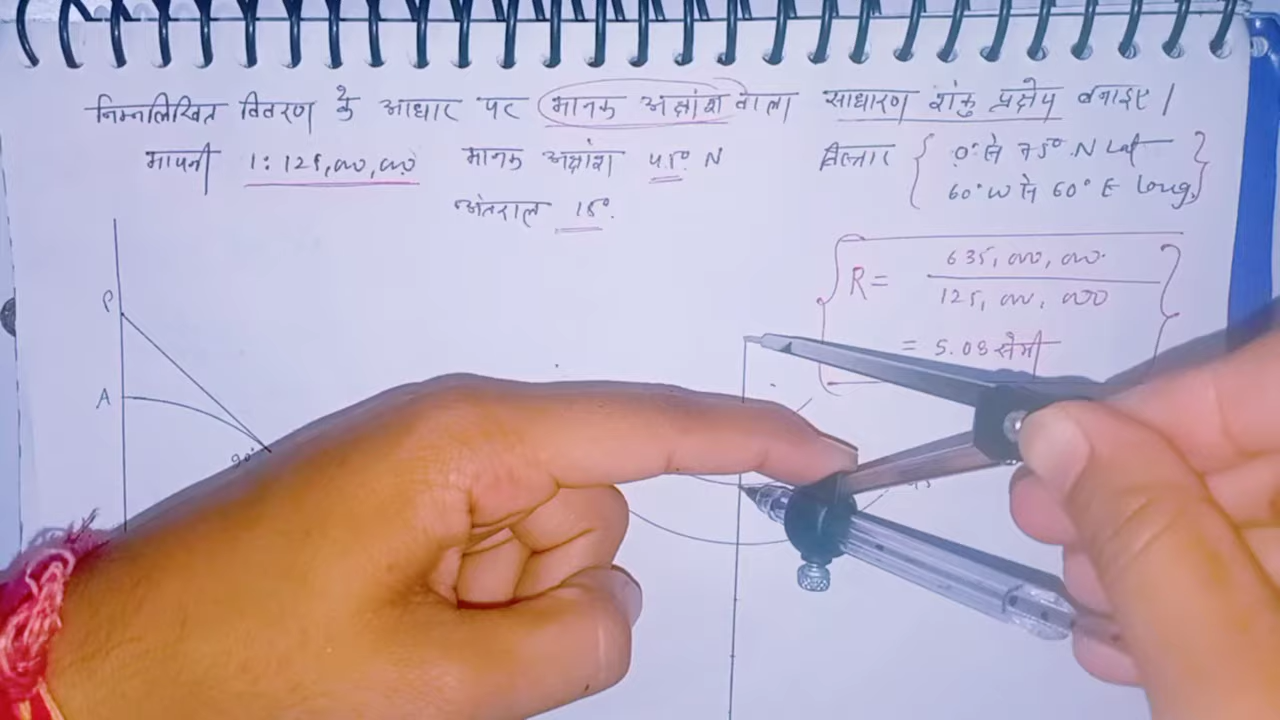 निम्नलिखित विवरण के आधार पर मानक अक्षांश वाला साधारण शंकु प्रक्षेप बनाइए |
मापनी 1: 125,000,000 मानक अक्षांश 45° N विस्तार 0° से 75° N Lat
60° W से 60° E Long.
अंतराल 15°.
R = 635,000,000
125,000,000
= 5.08 सेमी
P
A
90°